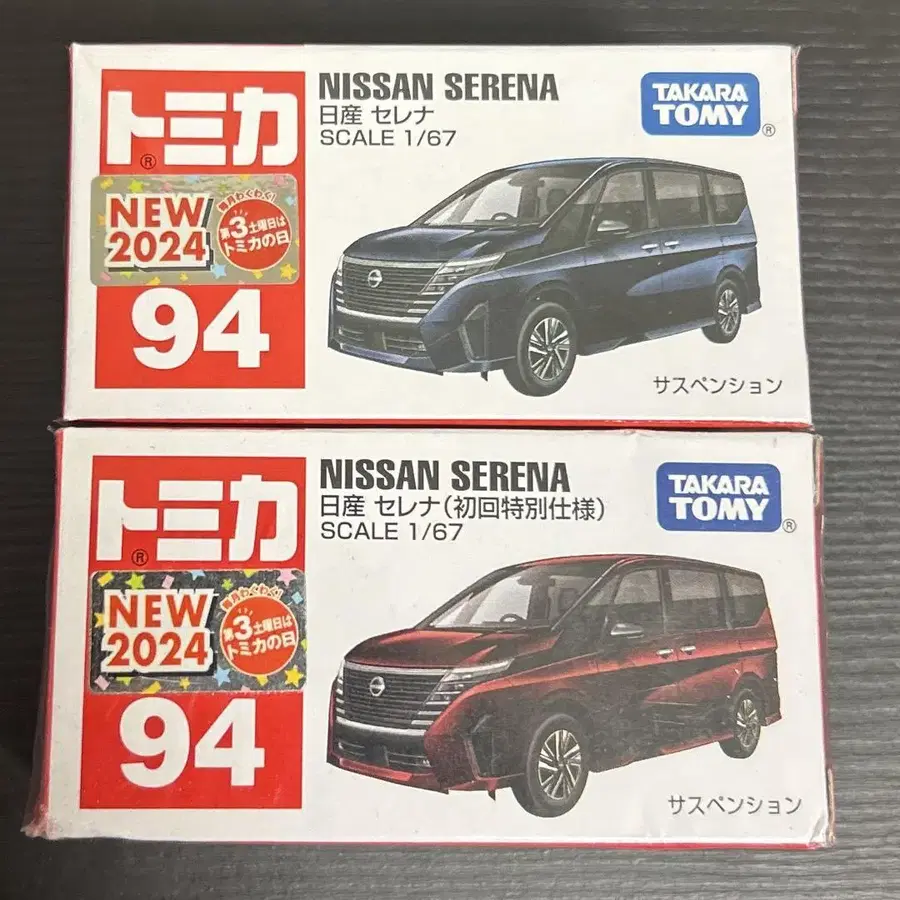 トミカ
®
NISSAN SERENA
日産 セレナ
SCALE 1/67
TAKARA
TOMY
®
NEW
2024
毎月わくわく!
第3土曜日は
トミカの日
94
サスペンション
トミカ
®
NISSAN SERENA
日産 セレナ(初回特別仕様)
SCALE 1/67
TAKARA
TOMY
®
NEW
2024
毎月わくわく!
第3土曜日は
トミカの日
94
サスペンション